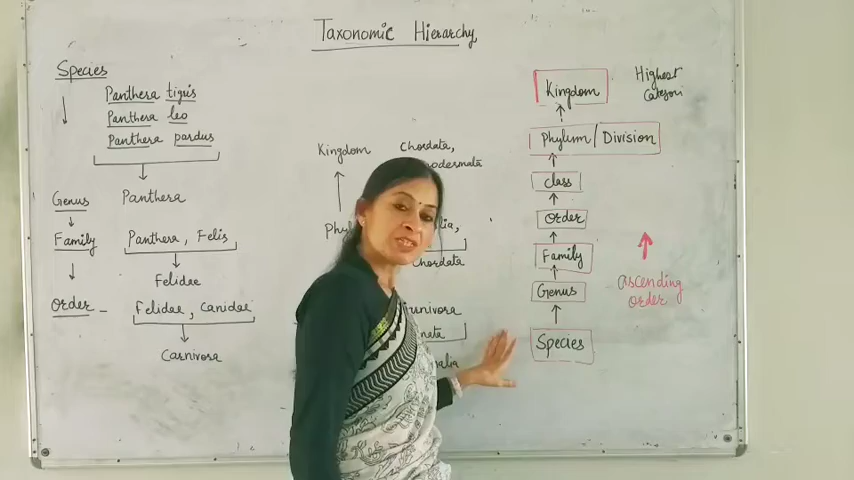 Taxonomic Hierarchy
Species
Panthera tigris
Panthera leo
Panthera pardus
Genus Panthera
Family Panthera, Felis
Felidae
Order - Felidae, canidae
Carnivora
Kingdom Chordata,
Chordata
Kingdom
Highest
Categori
Phylum/Division
class
Order
Family
Genus
Species
Ascending
order